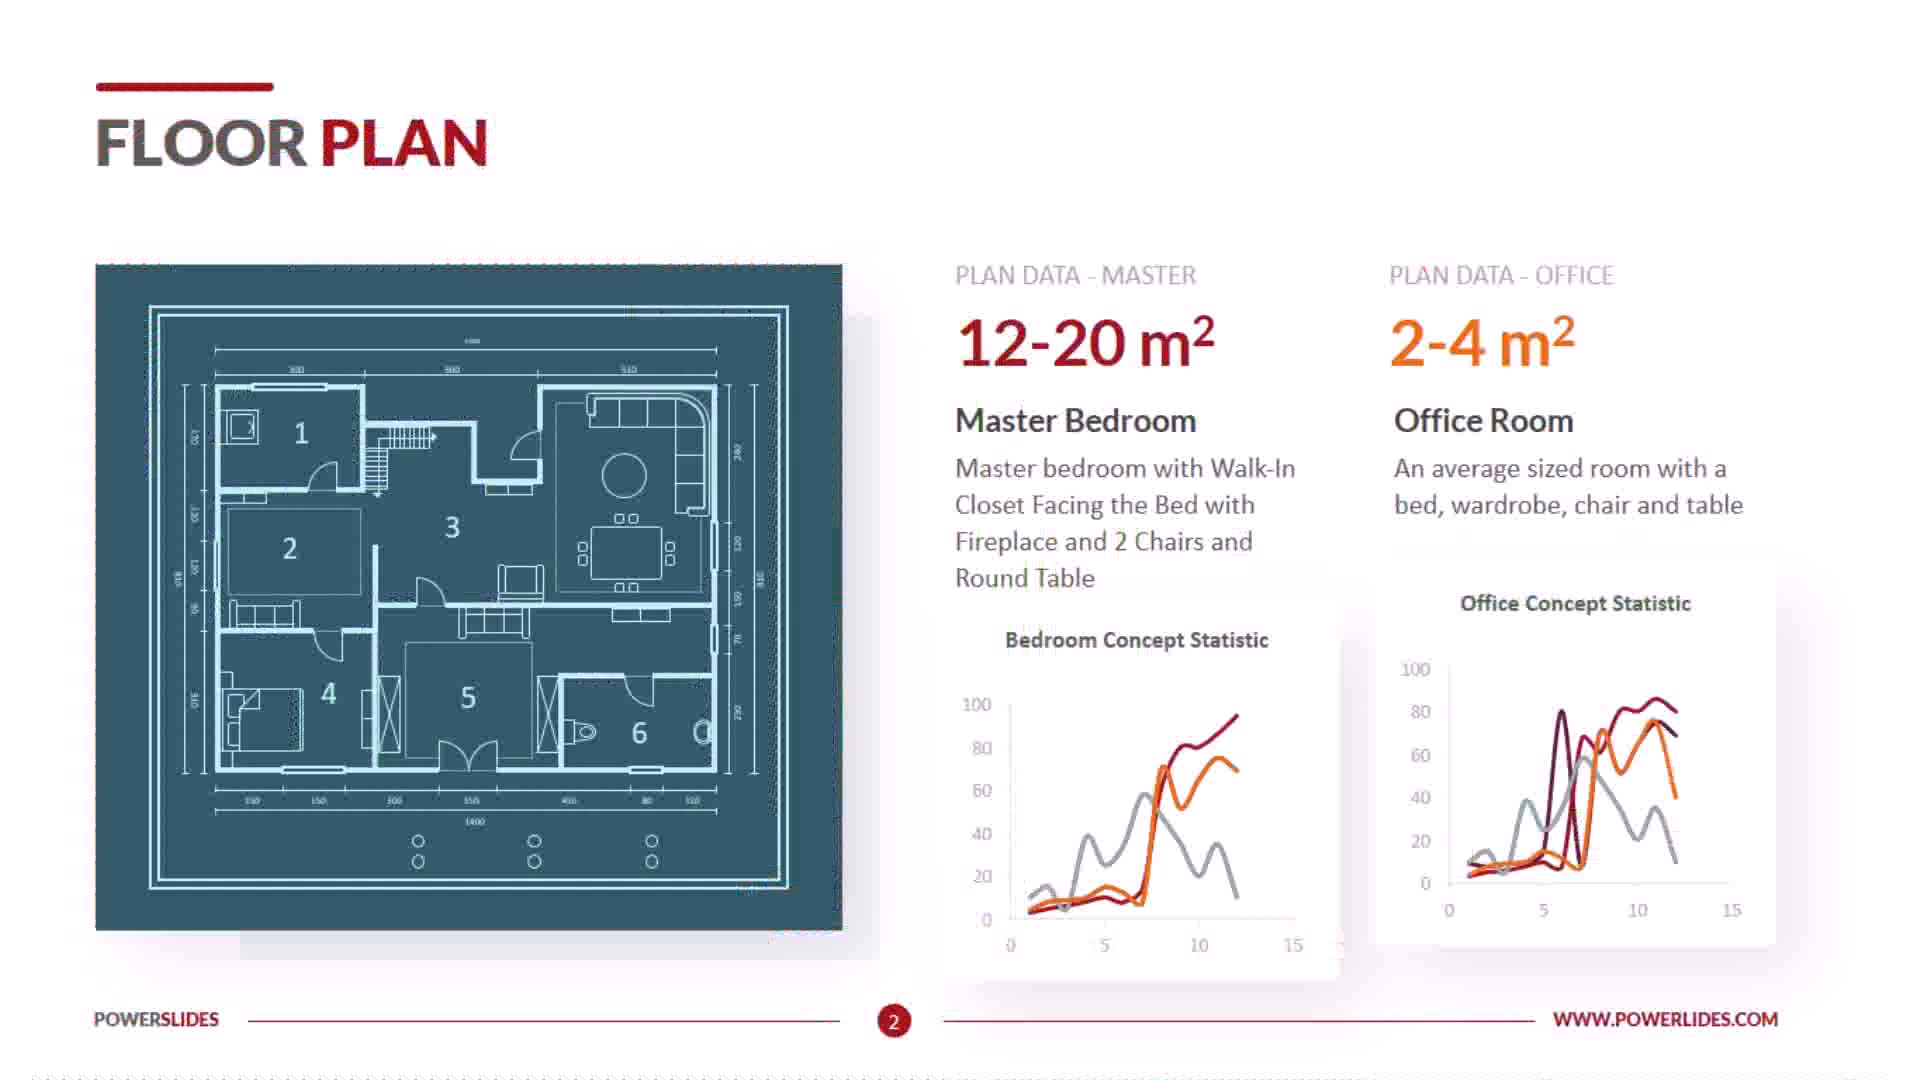 FLOOR PLAN
PLAN DATA - MASTER
12-20 m²
Master Bedroom
Master bedroom with Walk-In
Closet Facing the Bed with
Fireplace and 2 Chairs and
Round Table
PLAN DATA - OFFICE
2-4 m²
Office Room
An average sized room with a
bed, wardrobe, chair and table
1
2
3
4
5
6
1400
Bedroom Concept Statistic
100
80
60
40
20
0
0 5 10 15
Office Concept Statistic
100
80
60
40
20
0
0 5 10 15
POWERSLIDES
2
WWW.POWERLIDES.COM